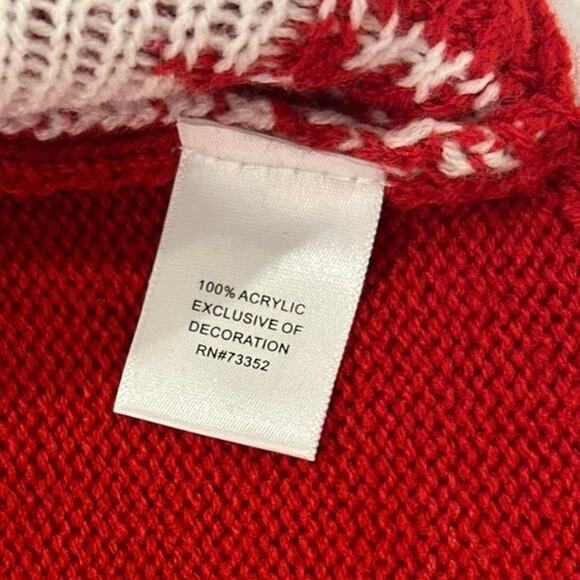 100% ACRYLIC
EXCLUSIVE OF
DECORATION
RN#73352